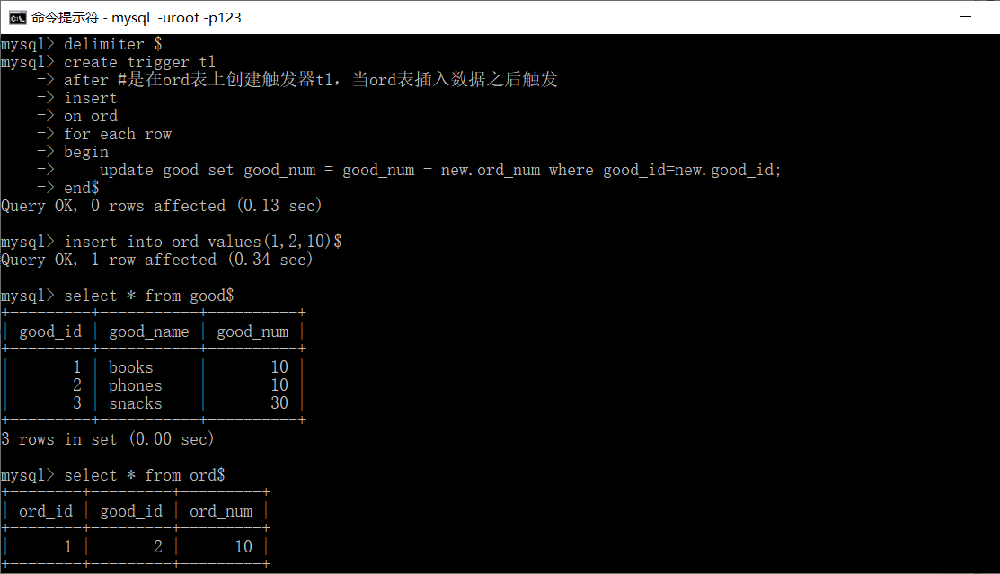 命令提示符 - mysql  -uroot -p123
mysql> delimiter $
mysql> create trigger t1
    -> after #是在ord表上创建触发器t1，当ord表插入数据之后触发
    -> insert
    -> on ord
    -> for each row
    -> begin
    ->     update good set good_num = good_num - new.ord_num where good_id=new.good_id;
    -> end$
Query OK, 0 rows affected (0.13 sec)

mysql> insert into ord values(1,2,10)$
Query OK, 1 row affected (0.34 sec)

mysql> select * from good$
+---------+-----------+----------+
| good_id | good_name | good_num |
+---------+-----------+----------+
|       1 | books     |       10 |
|       2 | phones    |       10 |
|       3 | snacks    |       30 |
+---------+-----------+----------+
3 rows in set (0.00 sec)

mysql> select * from ord$
+--------+---------+---------+
| ord_id | good_id | ord_num |
+--------+---------+---------+
|      1 |       2 |      10 |
+--------+---------+---------+